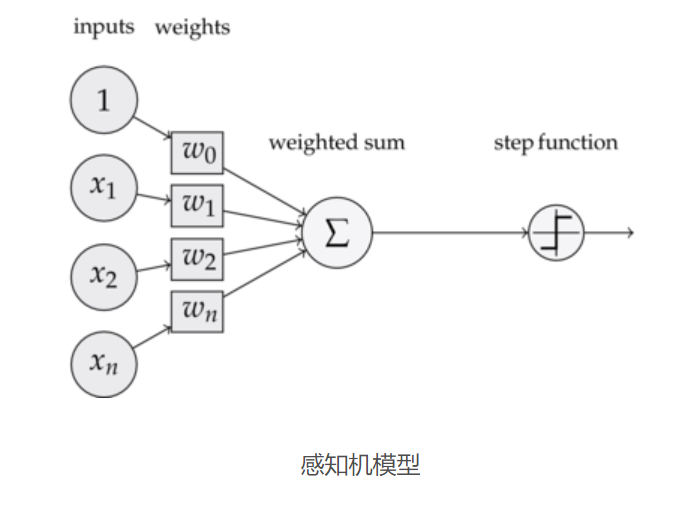 inputs weights
1
w0
weighted sum
step function
x1
w1
Σ
x2
w2
wn
xn
感知机模型